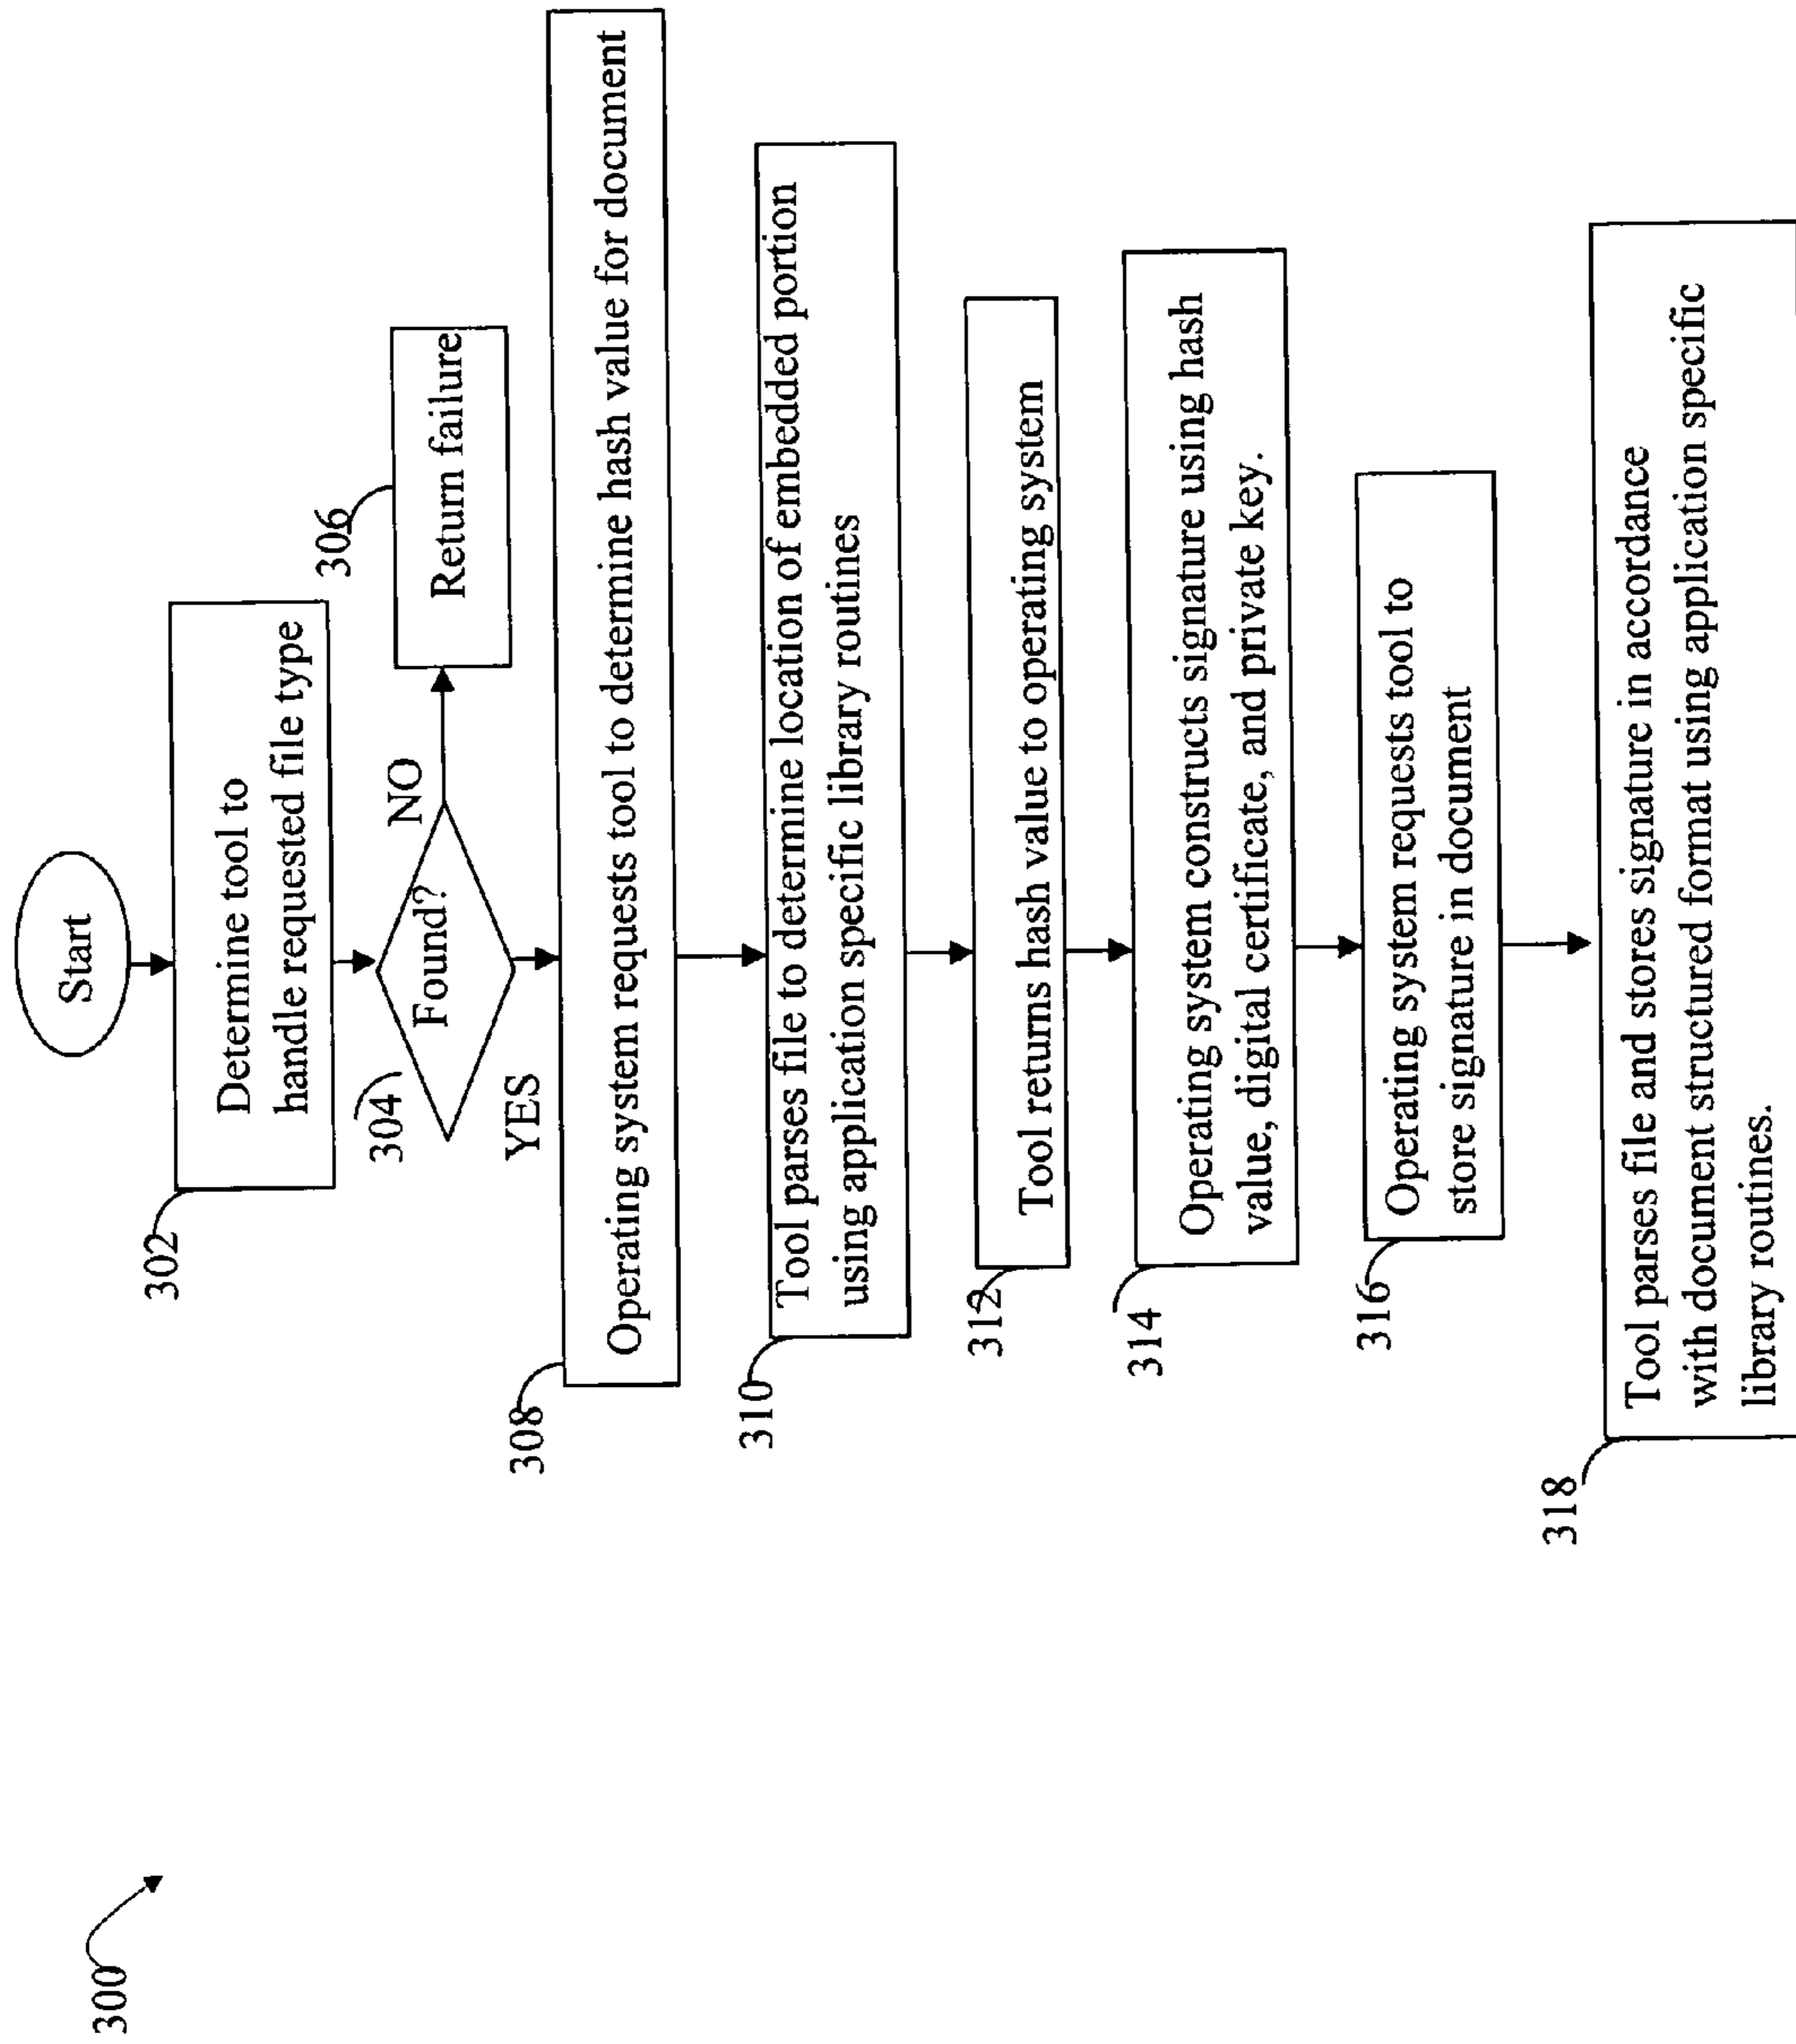 300
Start
302
Determine tool to
handle requested file type
304
Found?
NO
306
Return failure
YES
308
Operating system requests tool to determine hash value for document
310
Tool parses file to determine location of embedded portion
using application specific library routines
312
Tool returns hash value to operating system
314
Operating system constructs signature using hash
value, digital certificate, and private key.
316
Operating system requests tool to
store signature in document
318
Tool parses file and stores signature in accordance
with document structured format using application specific
library routines.